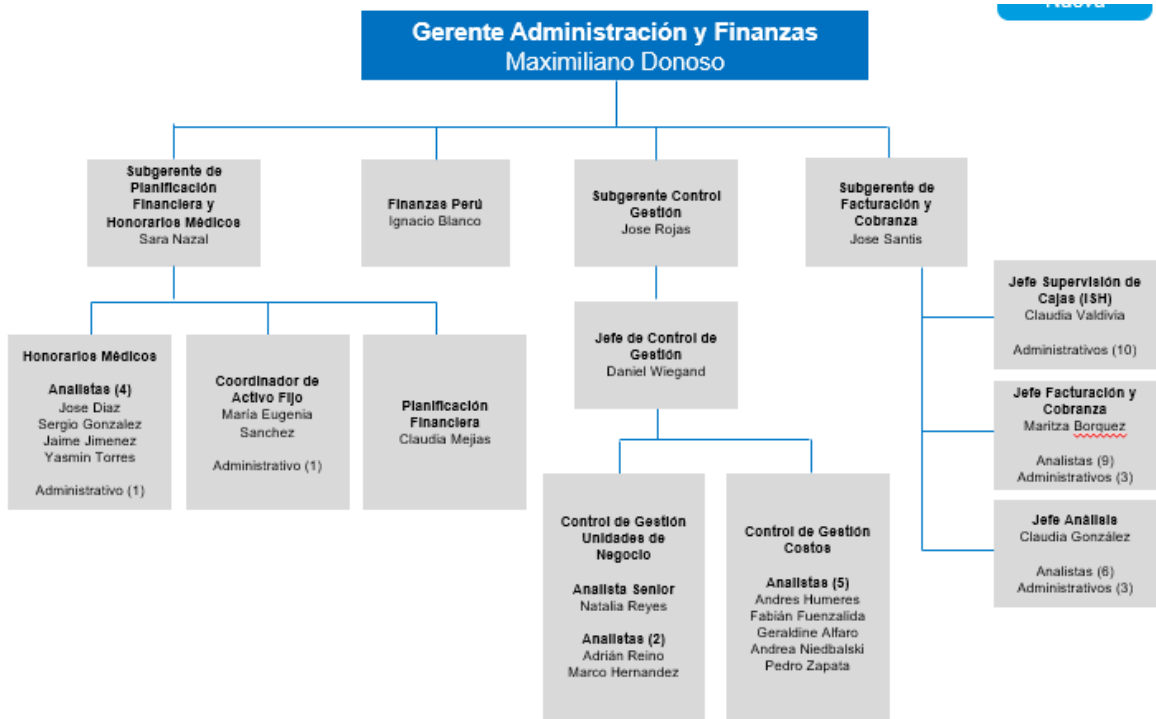 Nueva
Gerente Administración y Finanzas
Maximiliano Donoso
Subgerente de
Planificación
Financiera y
Honorarios Médicos
Sara Nazal
Finanzas Perú
Ignacio Blanco
Subgerente Control
Gestión
Jose Rojas
Subgerente de
Facturación y
Cobranza
Jose Santis
Honorarios Médicos
Analistas (4)
Jose Diaz
Sergio Gonzalez
Jaime Jimenez
Yasmin Torres
Administrativo (1)
Coordinador de
Activo Fijo
María Eugenia
Sanchez
Administrativo (1)
Planificación
Financiera
Claudia Mejias
Jefe de Control de
Gestión
Daniel Wiegand
Control de Gestión
Unidades de
Negocio
Analista Senior
Natalia Reyes
Analistas (2)
Adrián Reino
Marco Hernandez
Control de Gestión
Costos
Analistas (5)
Andres Humeres
Fabián Fuenzalida
Geraldine Alfaro
Andrea Niedbalski
Pedro Zapata
Jefe Supervisión de
Cajas (ISH)
Claudia Valdivia
Administrativos (10)
Jefe Facturación y
Cobranza
Maritza Borquez
Analistas (9)
Administrativos (3)
Jefe Análisis
Claudia González
Analistas (6)
Administrativos (3)